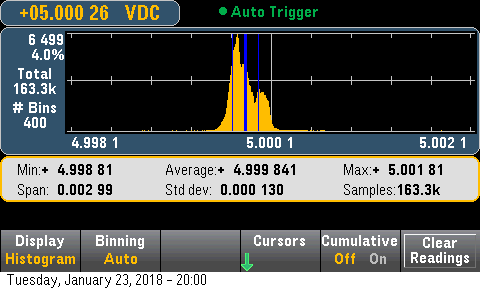 +05.000 26 VDC
Auto Trigger
6 499
4.0%
Total
163.3k
# Bins
400
4.998 1 5.000 1 5.002 1
Min:+ 4.998 81 Average:+ 4.999 841 Max:+ 5.001 81
Span: 0.002 99 Std dev: 0.000 130 Samples:163.3k
Display Binning Cursors Cumulative Clear
Histogram Auto Off On Readings
Tuesday, January 23, 2018 - 20:00